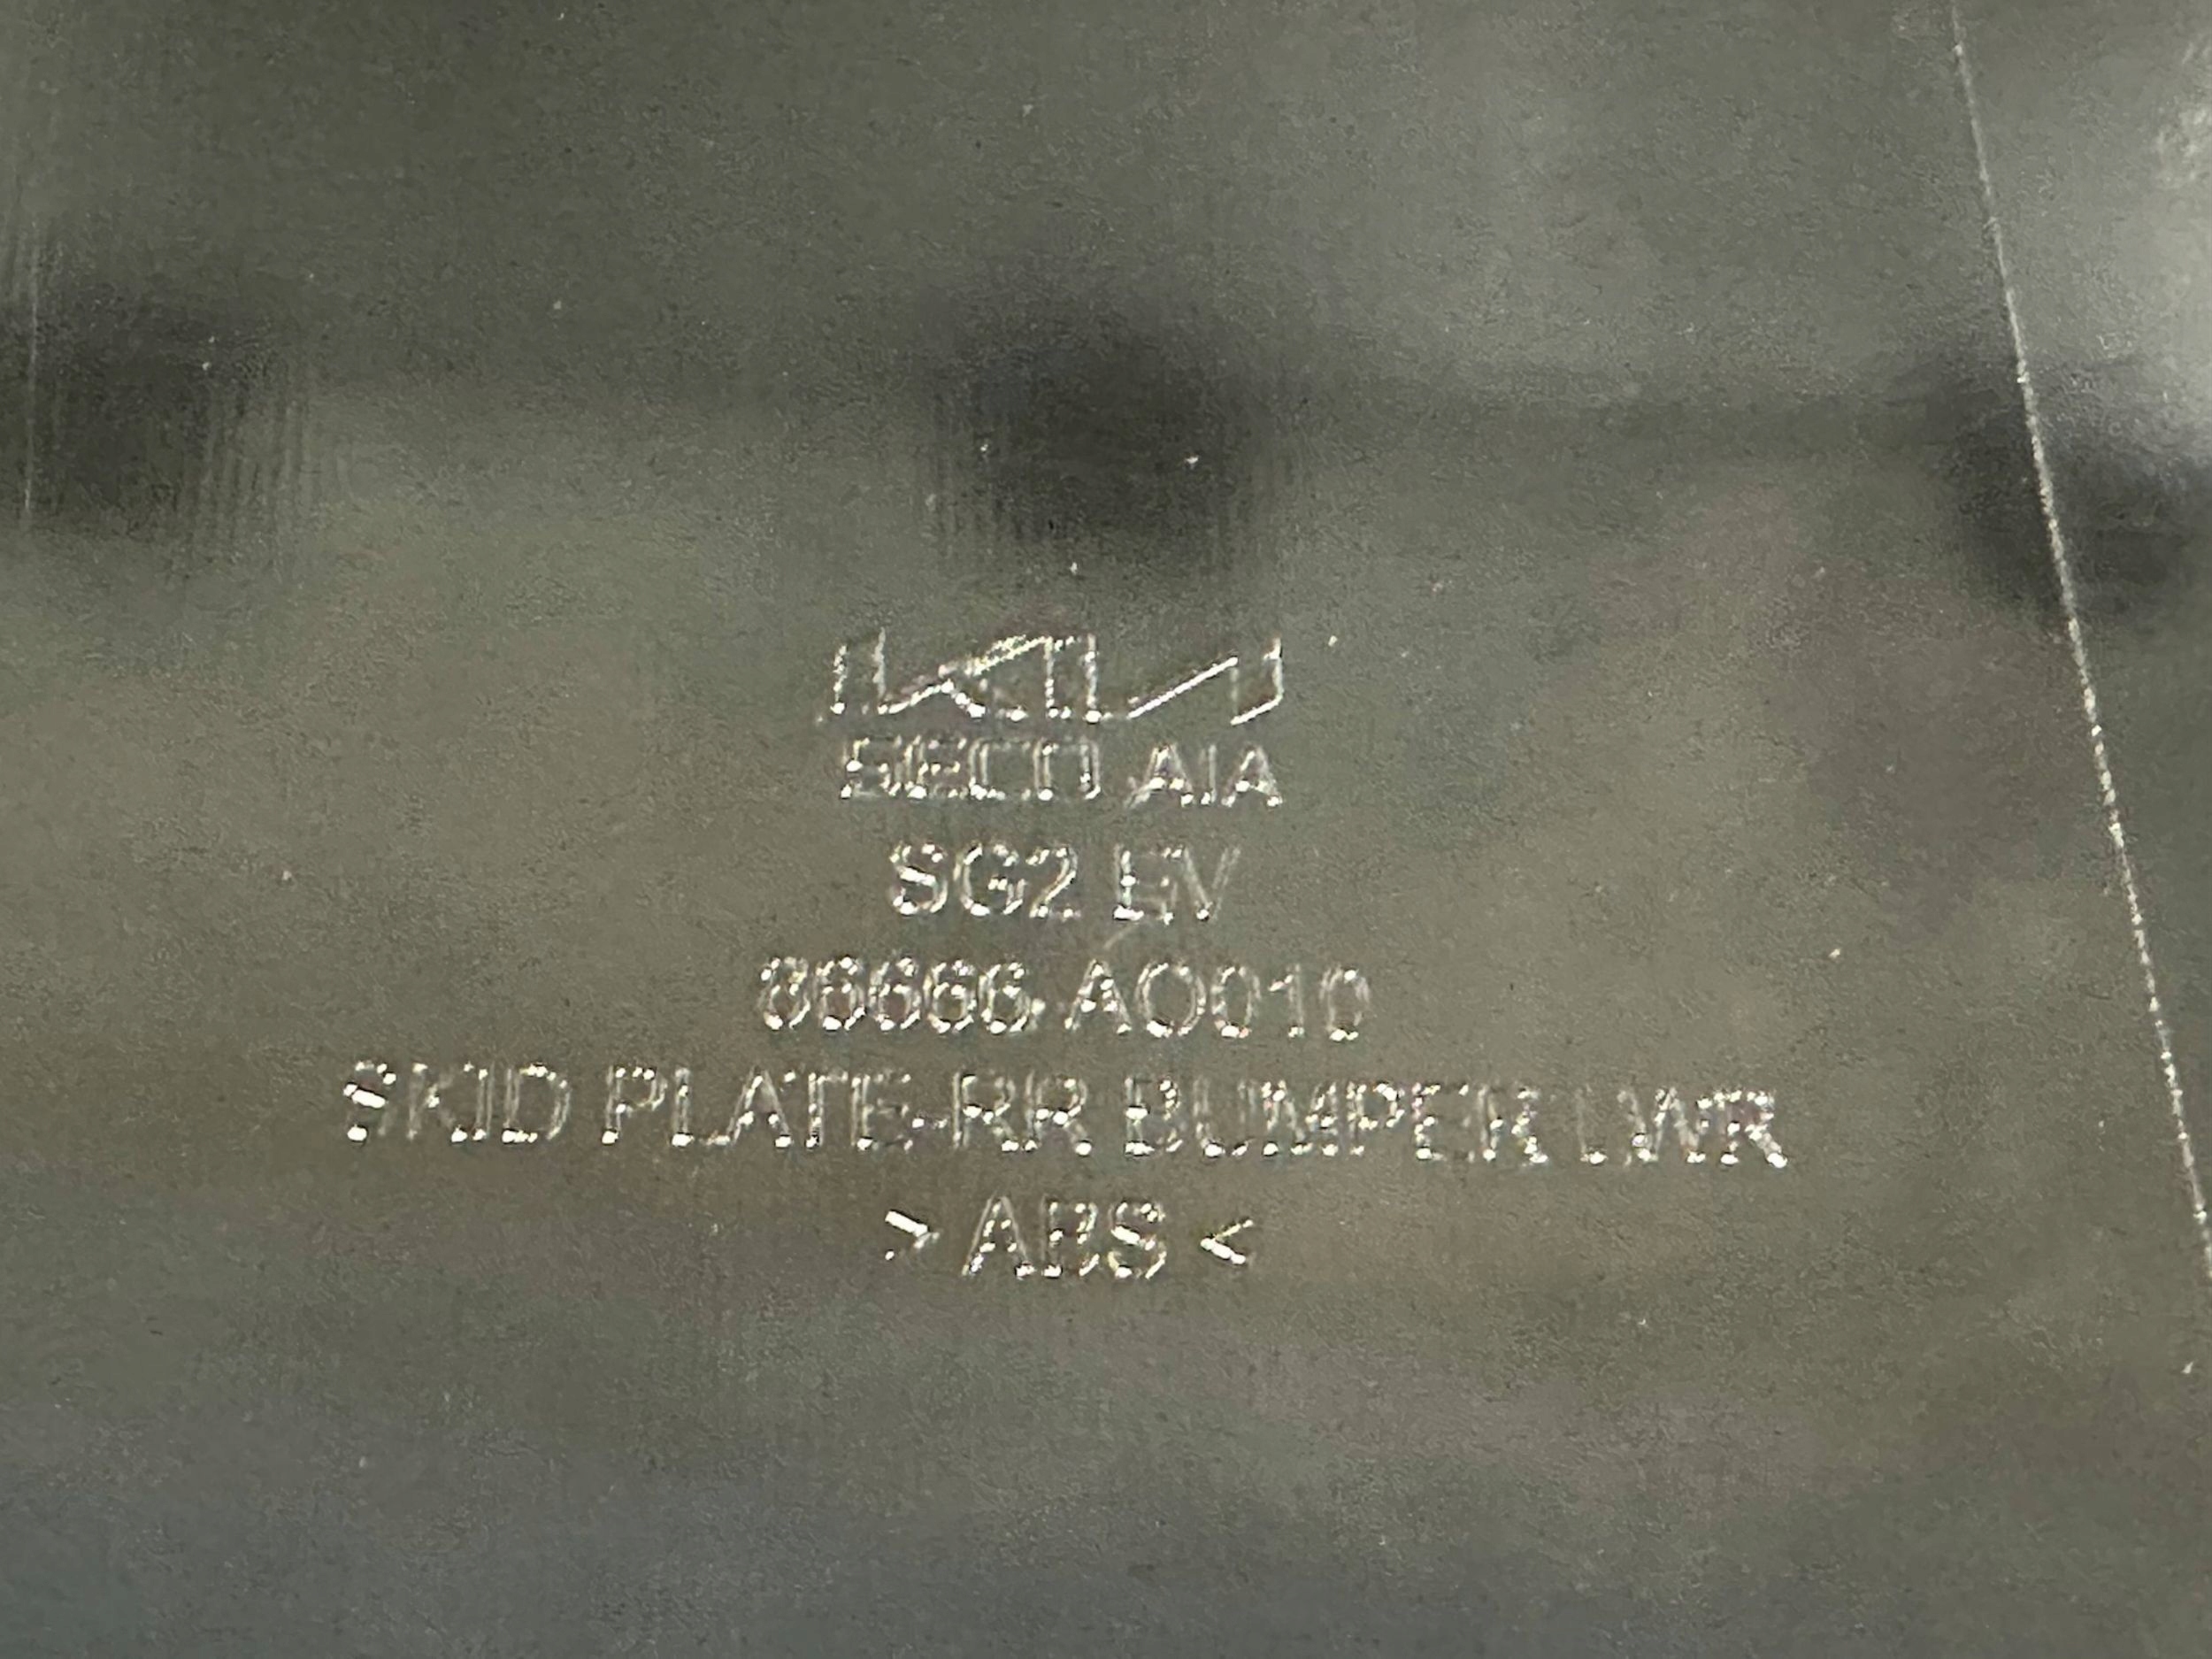 KIA
SECO AIA
SG2 EV
86666-AO010
SKID PLATE-RR BUMPER LWR
> ABS <